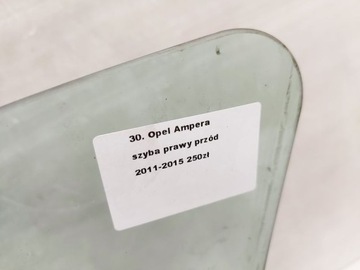 30. Opel Ampera
szyba prawy przód
2011-2015 250zł